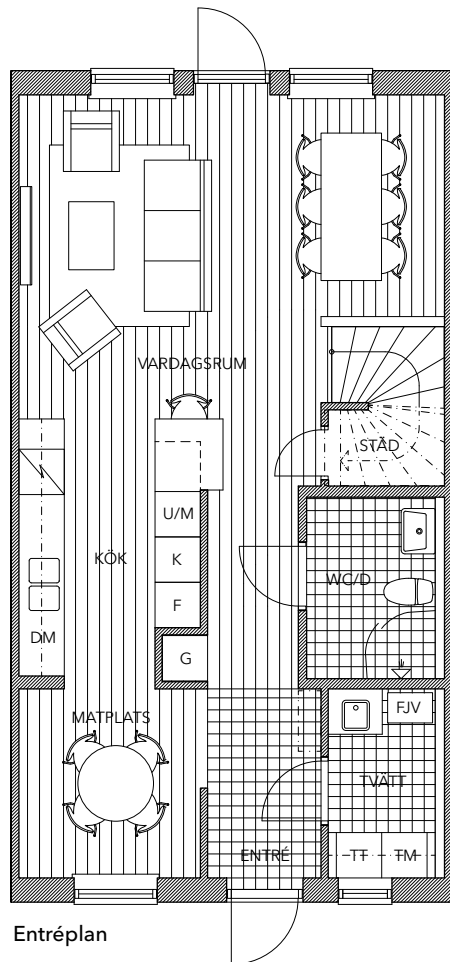 VARDAGSRUM
STÄD
U/M
KÖK
K
WC/D
F
DM
G
MATPLATS
FJV
TVÄTT
ENTRÉ
TT
TM
Entréplan